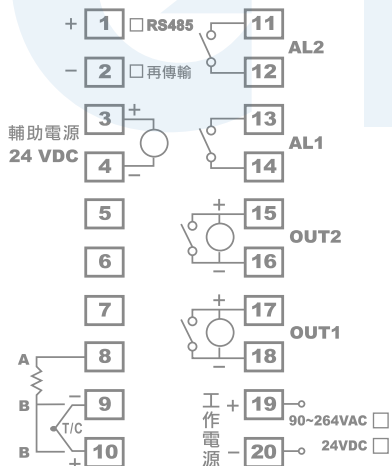 + 1 □ RS485
− 2 □ 再傳輸
輔助電源
24 VDC
3 +
4 −
5
6
7
A 8
B − 9
T/C
B + 10
11
AL2
12
13
AL1
14
+ 15
OUT2
− 16
+ 17
OUT1
− 18
工作電源
+ 19
90~264VAC □
24VDC □
− 20